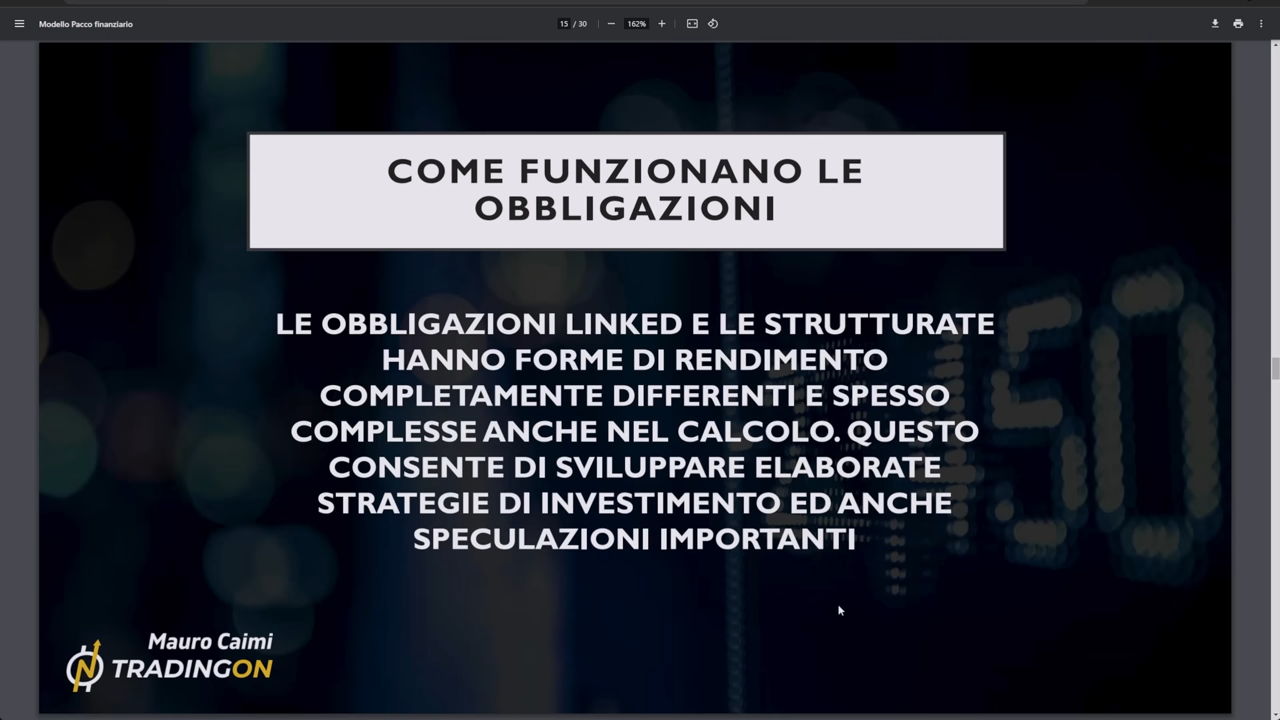 Modello Pacco finanziario
15 / 30
162%
COME FUNZIONANO LE
OBBLIGAZIONI
LE OBBLIGAZIONI LINKED E LE STRUTTURATE
HANNO FORME DI RENDIMENTO
COMPLETAMENTE DIFFERENTI E SPESSO
COMPLESSE ANCHE NEL CALCOLO. QUESTO
CONSENTE DI SVILUPPARE ELABORATE
STRATEGIE DI INVESTIMENTO ED ANCHE
SPECULAZIONI IMPORTANTI
150
Mauro Caimi
TRADINGON